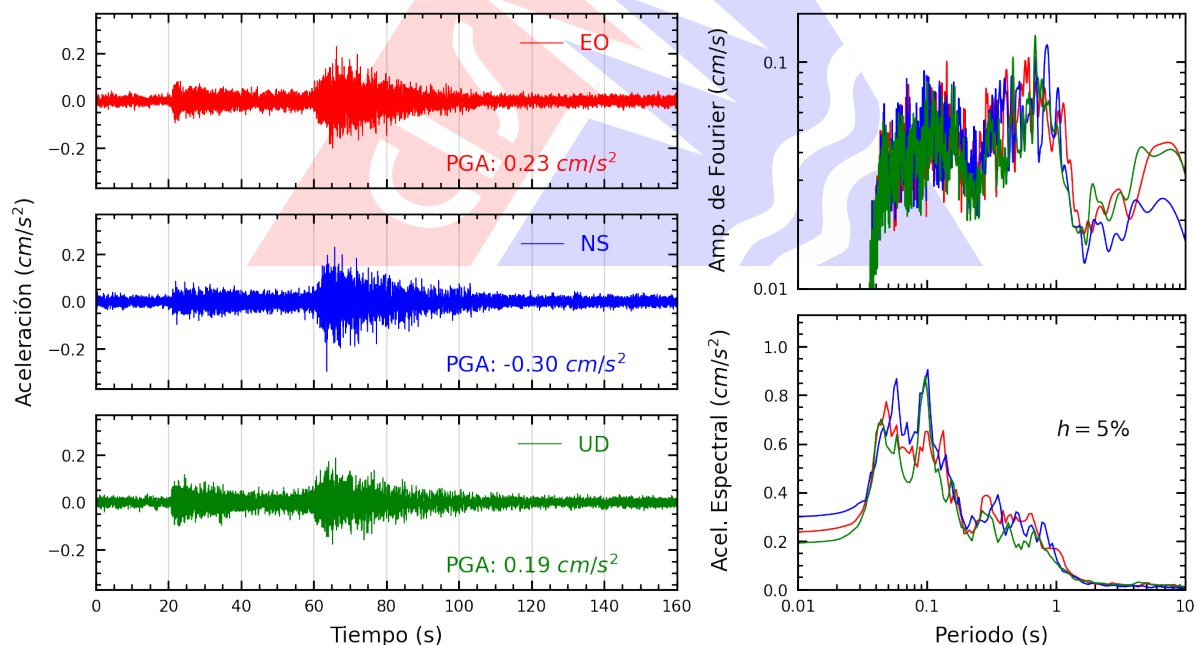 Aceleración (cm/s²)
0.2
0.0
−0.2
EO
PGA: 0.23 cm/s²
0.2
0.0
−0.2
NS
PGA: -0.30 cm/s²
0.2
0.0
−0.2
UD
PGA: 0.19 cm/s²
0 20 40 60 80 100 120 140 160
Tiempo (s)
Amp. de Fourier (cm/s)
0.1
0.01
Acel. Espectral (cm/s²)
1.0
0.8
0.6
0.4
0.2
0.0
h = 5%
0.01 0.1 1 10
Periodo (s)